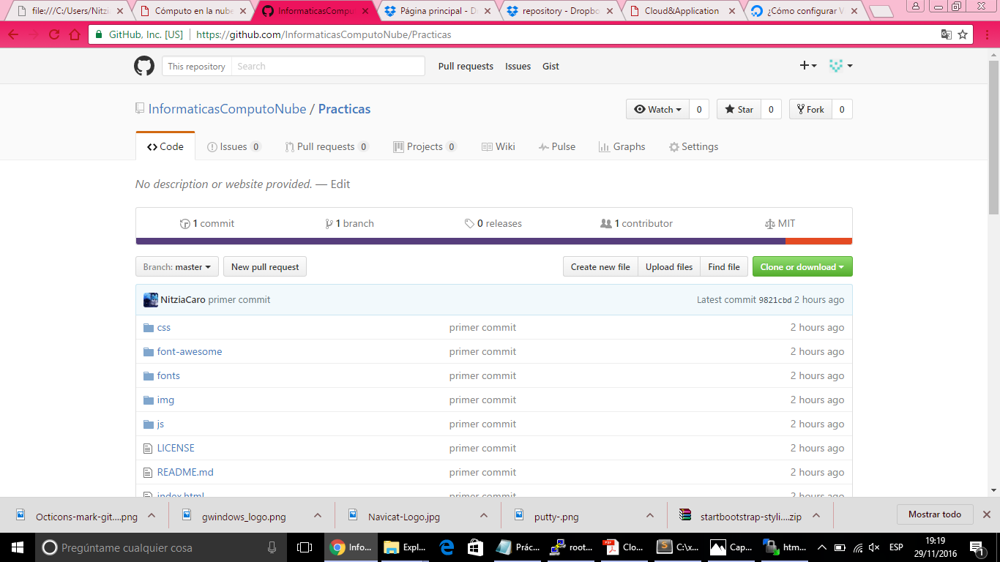 file:///C:/Users/Nitzi
Cómputo en la nube
InformaticasComput
Página principal - D
repository - Dropbo
Cloud&Application
¿Cómo configurar V
GitHub, Inc. [US]
https://github.com/InformaticasComputoNube/Practicas
This repository
Search
Pull requests
Issues
Gist
InformaticasComputoNube / Practicas
Watch
0
Star
0
Fork
0
Code
Issues 0
Pull requests 0
Projects 0
Wiki
Pulse
Graphs
Settings
No description or website provided. — Edit
1 commit
1 branch
0 releases
1 contributor
MIT
Branch: master
New pull request
Create new file
Upload files
Find file
Clone or download
NitziaCaro primer commit
Latest commit 9821cbd 2 hours ago
css primer commit 2 hours ago
font-awesome primer commit 2 hours ago
fonts primer commit 2 hours ago
img primer commit 2 hours ago
js primer commit 2 hours ago
LICENSE primer commit 2 hours ago
README.md primer commit 2 hours ago
index.html primer commit 2 hours ago
Octicons-mark-git....png
gwindows_logo.png
Navicat-Logo.jpg
putty-.png
startbootstrap-styli....zip
Mostrar todo
Pregúntame cualquier cosa
Info...
Expl...
Prác...
root...
Clo...
C:\x...
Cap...
htm...
ESP
19:19
29/11/2016
1